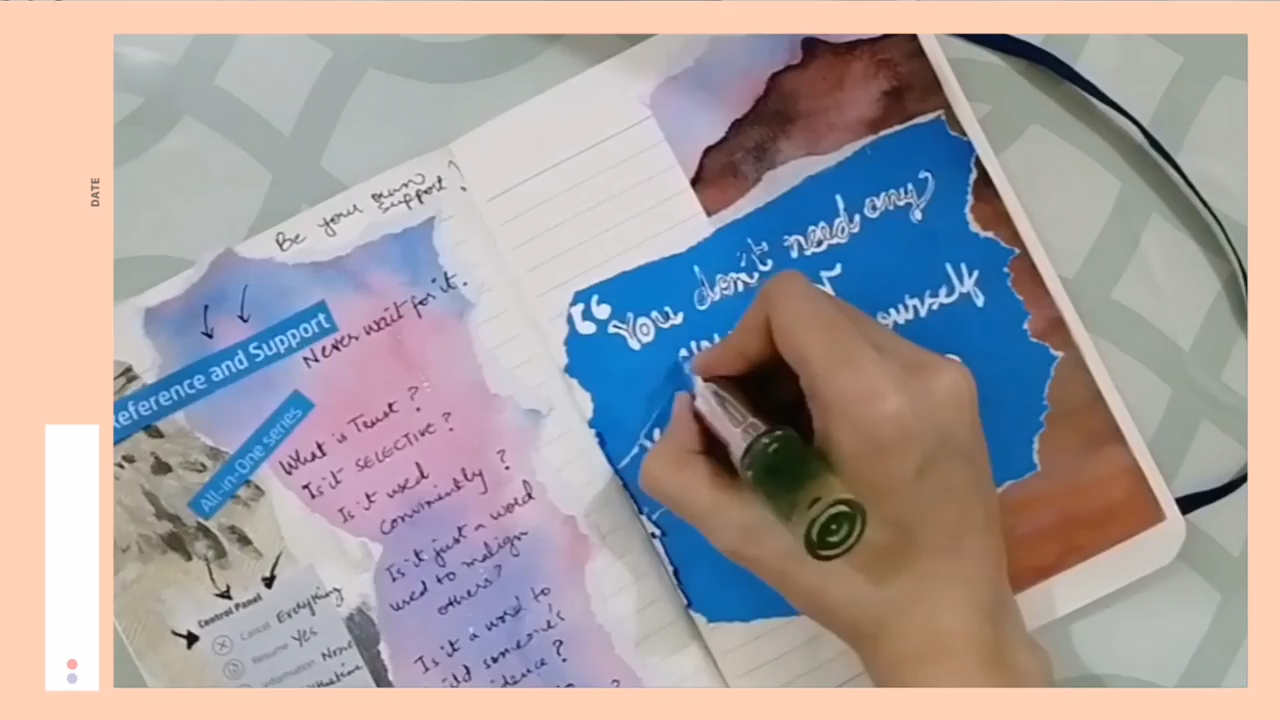 DATE
Be your own
support!
Never wait for it.
Reference and Support
All-in-One series
What is Trust ?
Is it SELECTIVE ?
Is it used
conviniently ?
Is it just a word
used to malign
others?
Is it a word to
Control Panel
Cancel Everything
Resume Yes
Information None
“You don't need any
yourself